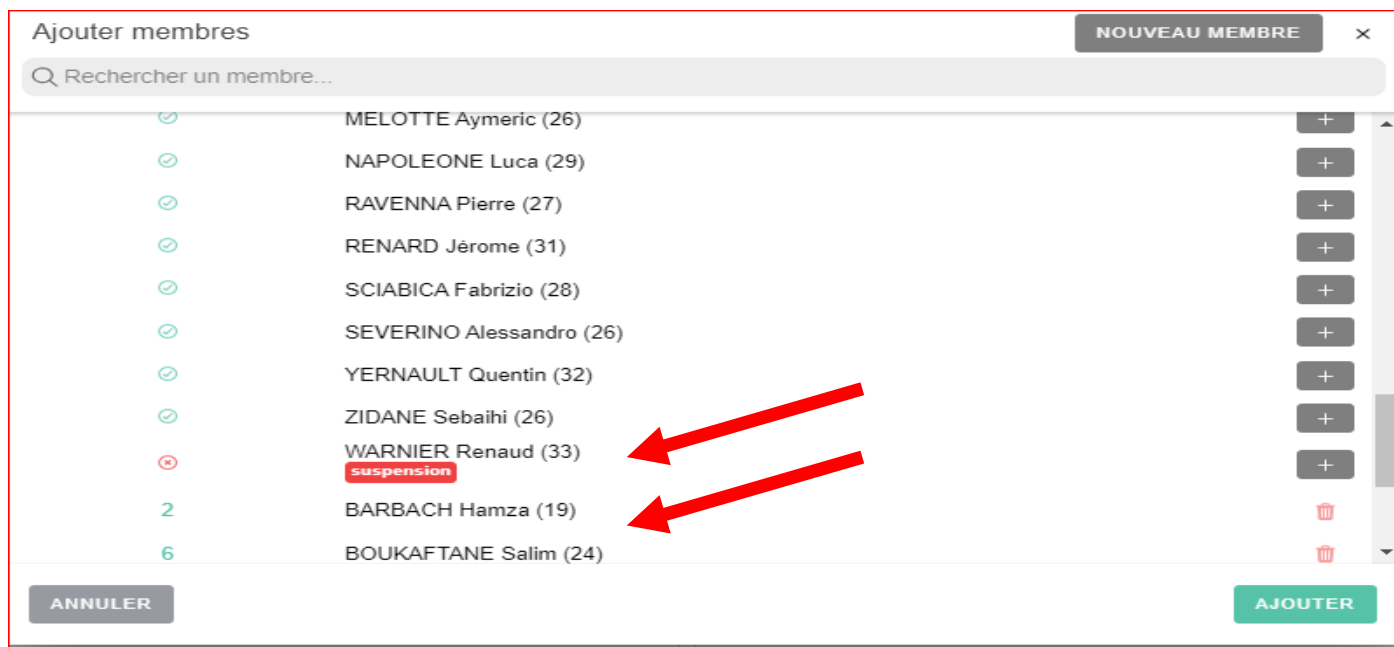 Ajouter membres
NOUVEAU MEMBRE ×
Rechercher un membre...
MELOTTE Aymeric (26) +
NAPOLEONE Luca (29) +
RAVENNA Pierre (27) +
RENARD Jérome (31) +
SCIABICA Fabrizio (28) +
SEVERINO Alessandro (26) +
YERNAULT Quentin (32) +
ZIDANE Sebaihi (26) +
WARNIER Renaud (33) +
suspension
2 BARBACH Hamza (19)
6 BOUKAFTANE Salim (24)
ANNULER
AJOUTER